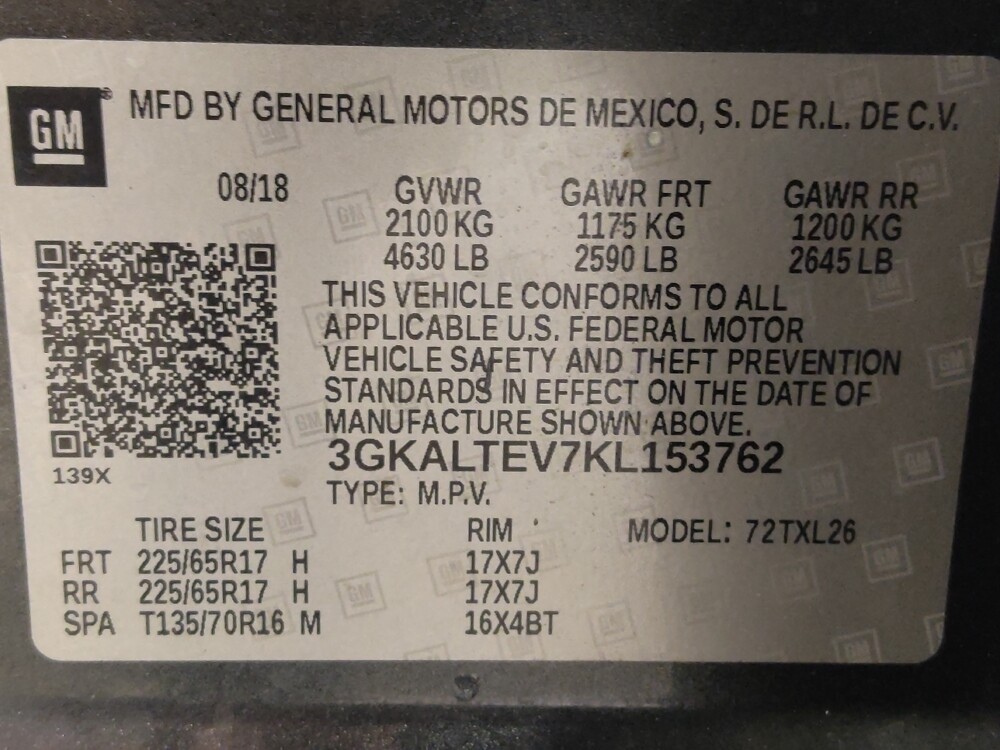 GM ® MFD BY GENERAL MOTORS DE MEXICO, S. DE R.L. DE C.V.
08/18 GVWR GAWR FRT GAWR RR
2100 KG 1175 KG 1200 KG
4630 LB 2590 LB 2645 LB
THIS VEHICLE CONFORMS TO ALL
APPLICABLE U.S. FEDERAL MOTOR
VEHICLE SAFETY AND THEFT PREVENTION
STANDARDS IN EFFECT ON THE DATE OF
MANUFACTURE SHOWN ABOVE.
3GKALTEV7KL153762
139X
TYPE: M.P.V.
TIRE SIZE RIM MODEL: 72TXL26
FRT 225/65R17 H 17X7J
RR 225/65R17 H 17X7J
SPA T135/70R16 M 16X4BT